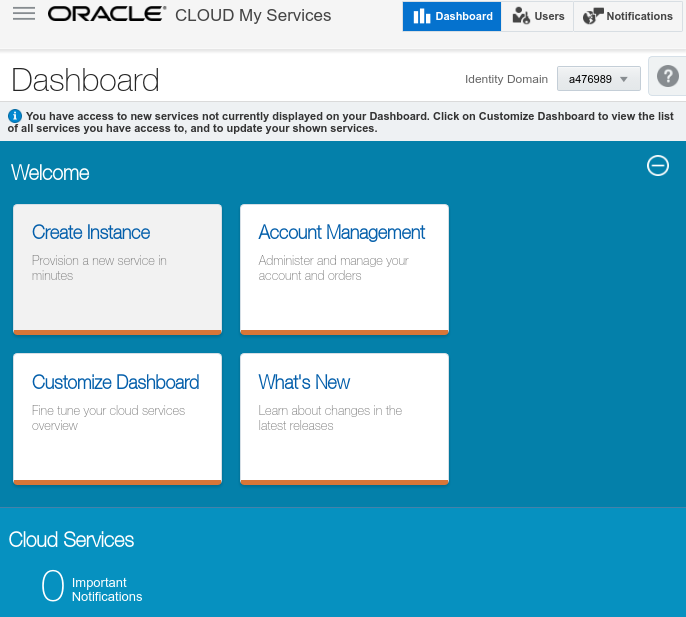 ORACLE® CLOUD My Services
Dashboard
Users
Notifications
Dashboard
Identity Domain
a476989
?
You have access to new services not currently displayed on your Dashboard. Click on Customize Dashboard to view the list
of all services you have access to, and to update your shown services.
Welcome
Create Instance
Provision a new service in
minutes
Account Management
Administer and manage your
account and orders
Customize Dashboard
Fine tune your cloud services
overview
What's New
Learn about changes in the
latest releases
Cloud Services
0
Important
Notifications